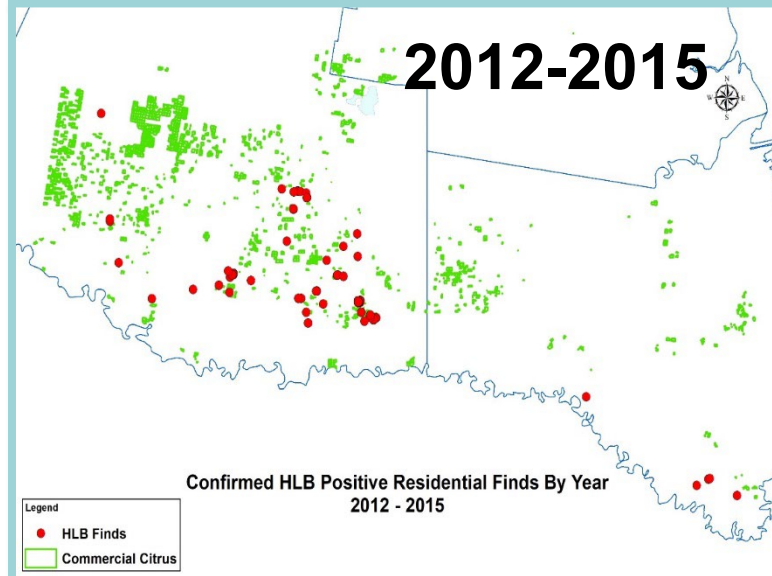 2012-2015
N
W E
S
Confirmed HLB Positive Residential Finds By Year
2012 - 2015
Legend
HLB Finds
Commercial Citrus